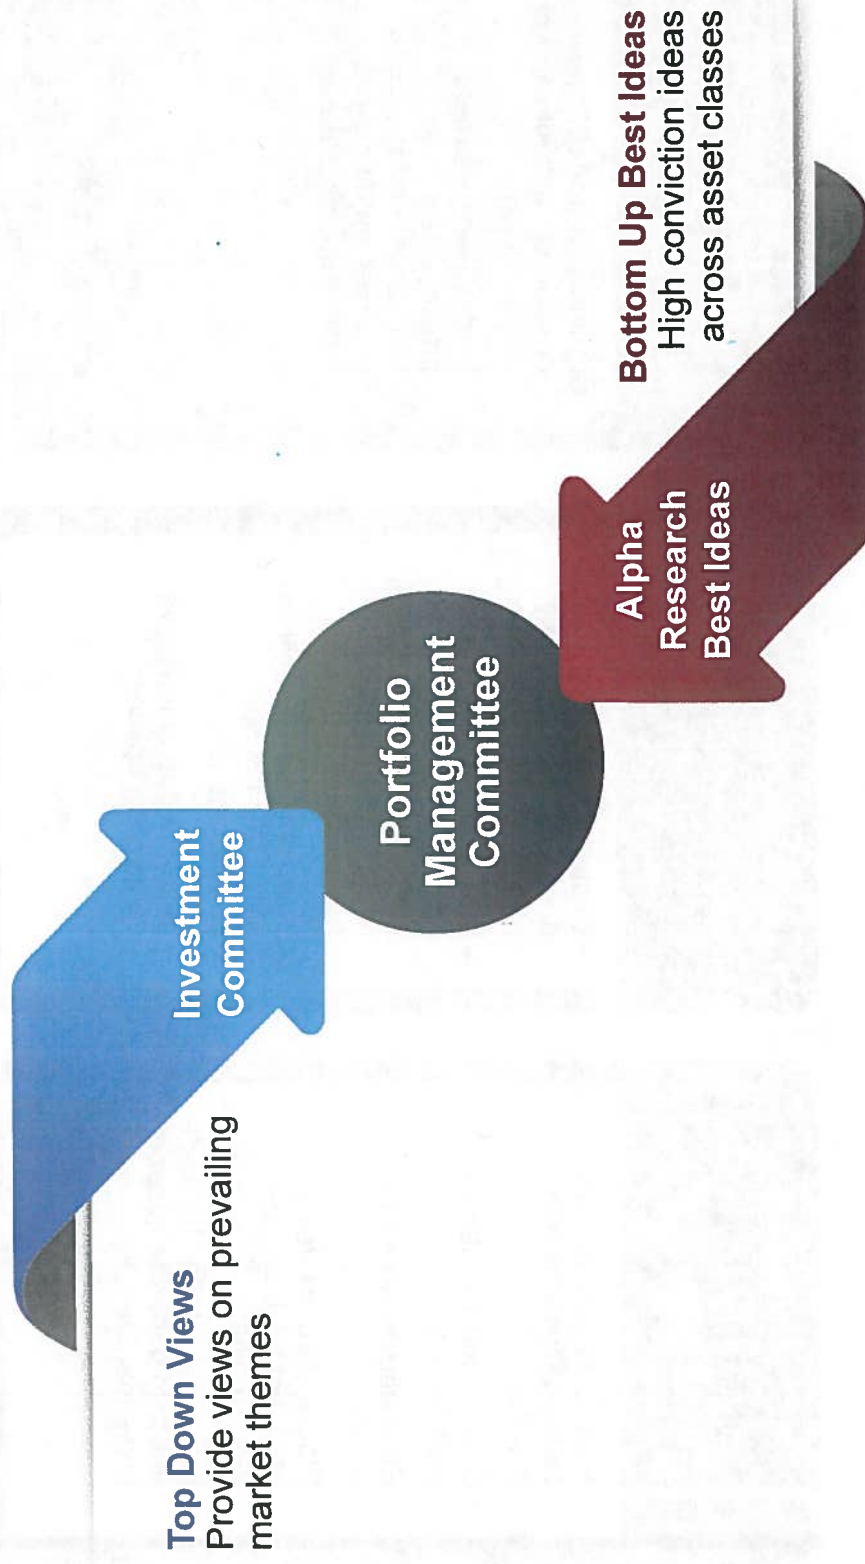 Top Down Views
Provide views on prevailing
market themes
Investment
Committee
Portfolio
Management
Committee
Alpha
Research
Best Ideas
Bottom Up Best Ideas
High conviction ideas
across asset classes